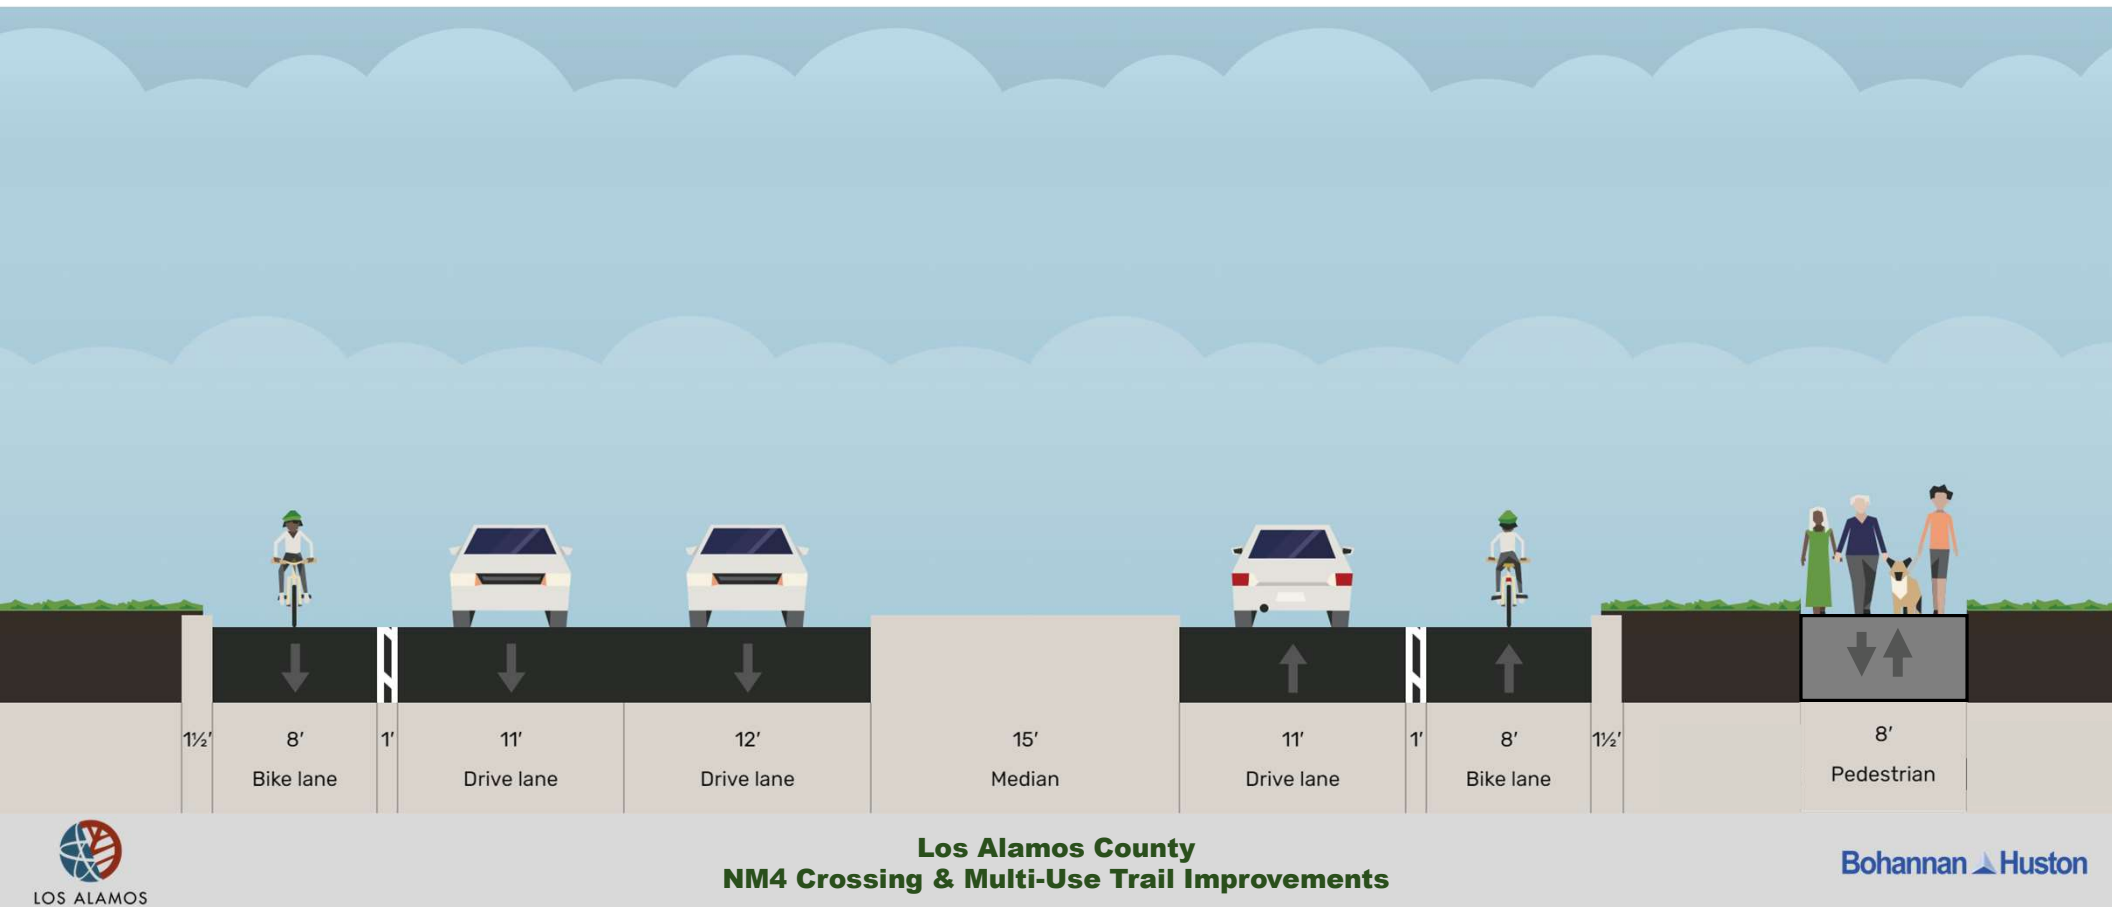 1½' 8' 1' 11' 12' 15' 11' 1' 8' 1½' 8'
Bike lane Drive lane Drive lane Median Drive lane Bike lane Pedestrian
Los Alamos County
NM4 Crossing & Multi-Use Trail Improvements
LOS ALAMOS
Bohannan Huston